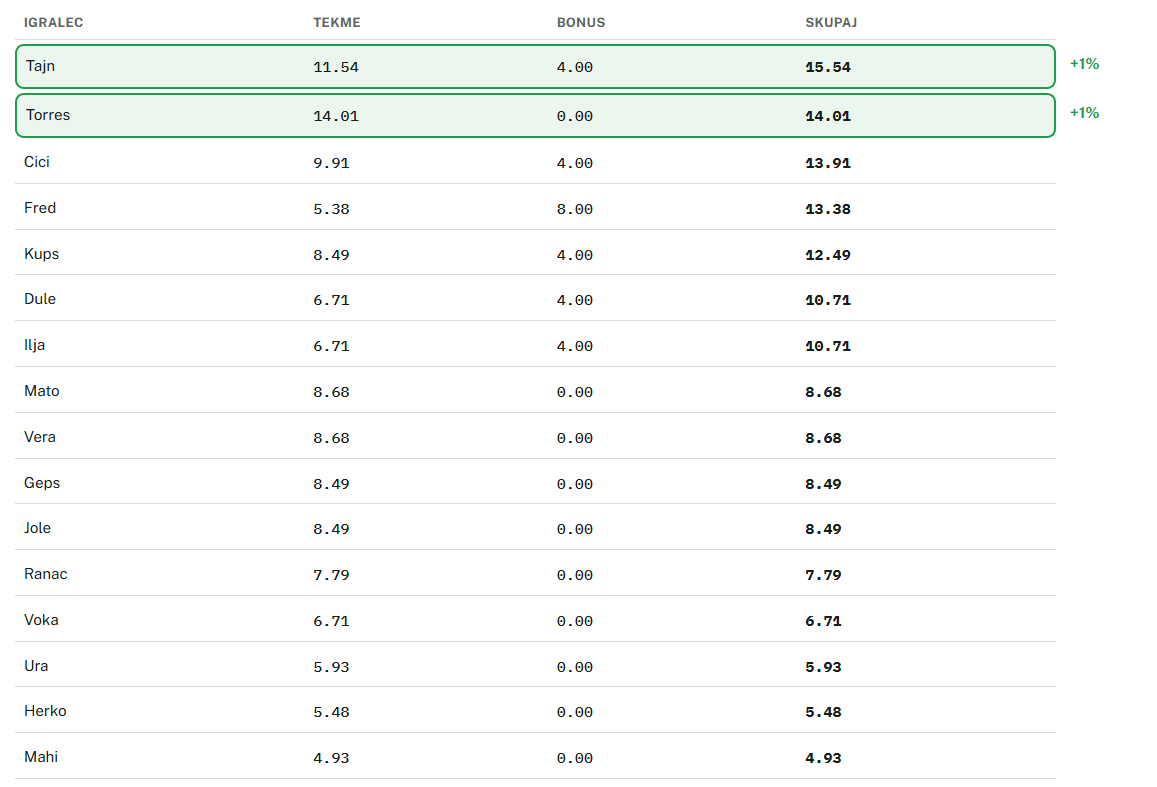 IGRALEC TEKME BONUS SKUPAJ
Tajn 11.54 4.00 15.54 +1%
Torres 14.01 0.00 14.01 +1%
Cici 9.91 4.00 13.91
Fred 5.38 8.00 13.38
Kups 8.49 4.00 12.49
Dule 6.71 4.00 10.71
Ilja 6.71 4.00 10.71
Mato 8.68 0.00 8.68
Vera 8.68 0.00 8.68
Geps 8.49 0.00 8.49
Jole 8.49 0.00 8.49
Ranac 7.79 0.00 7.79
Voka 6.71 0.00 6.71
Ura 5.93 0.00 5.93
Herko 5.48 0.00 5.48
Mahi 4.93 0.00 4.93